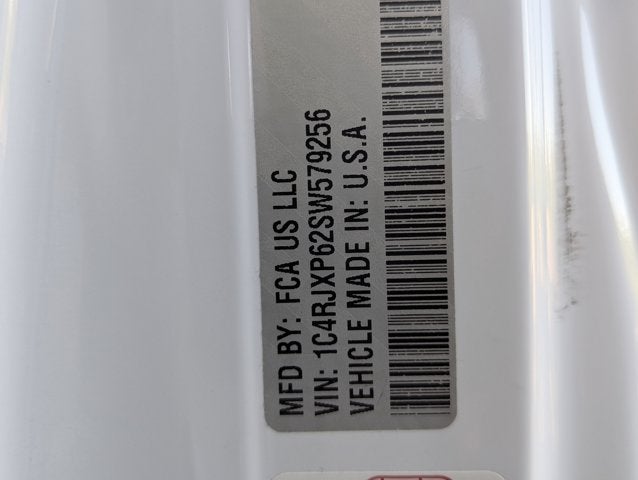 MFD BY: FCA US LLC
VIN: 1C4RJXP62SW579256
VEHICLE MADE IN: U.S.A.